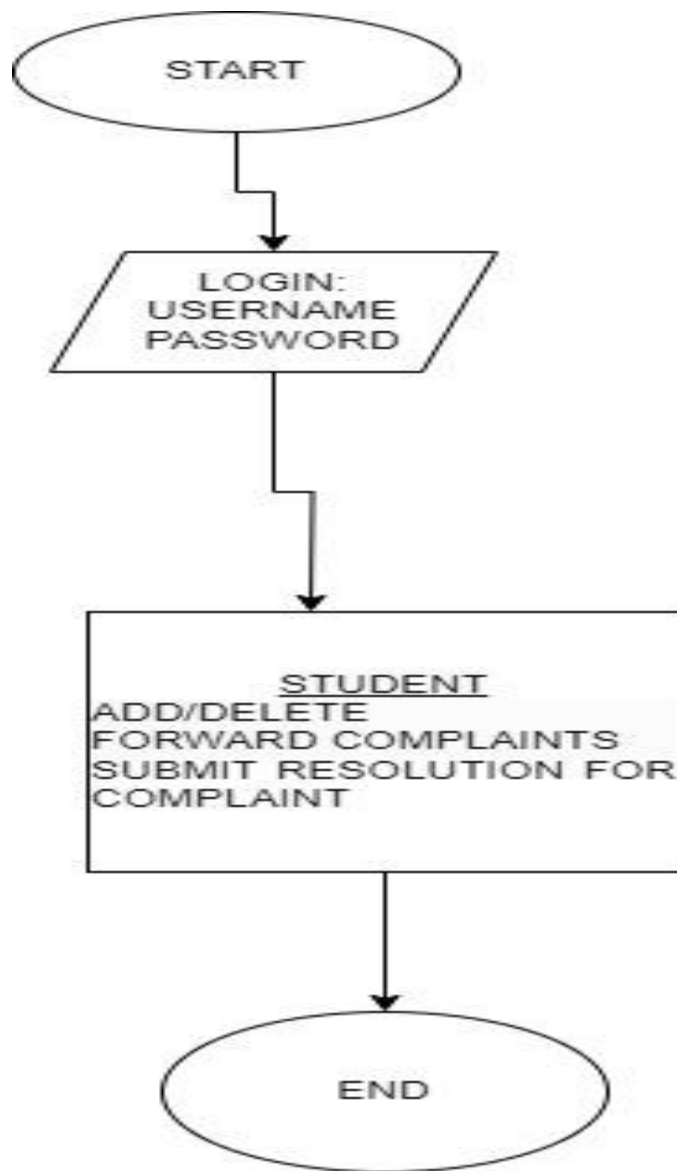 START
LOGIN:
USERNAME
PASSWORD
STUDENT
ADD/DELETE
FORWARD COMPLAINTS
SUBMIT RESOLUTION FOR
COMPLAINT
END